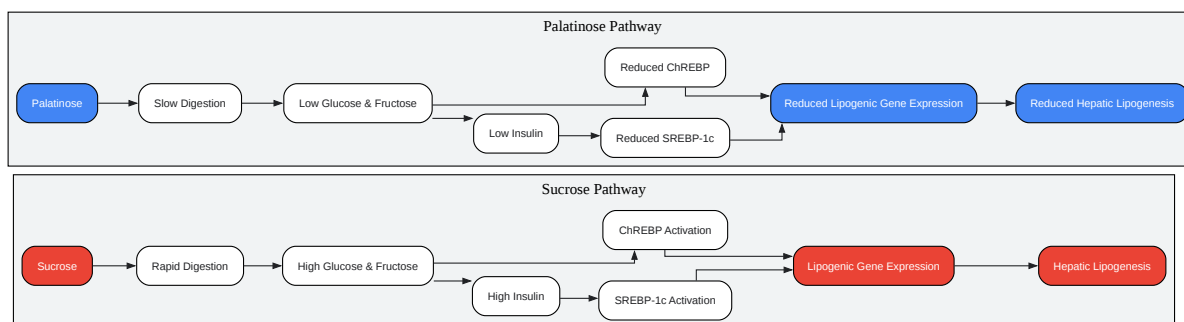 Palatinose Pathway
Palatinose
Slow Digestion
Low Glucose & Fructose
Reduced ChREBP
Low Insulin
Reduced SREBP-1c
Reduced Lipogenic Gene Expression
Reduced Hepatic Lipogenesis
Sucrose Pathway
Sucrose
Rapid Digestion
High Glucose & Fructose
ChREBP Activation
High Insulin
SREBP-1c Activation
Lipogenic Gene Expression
Hepatic Lipogenesis